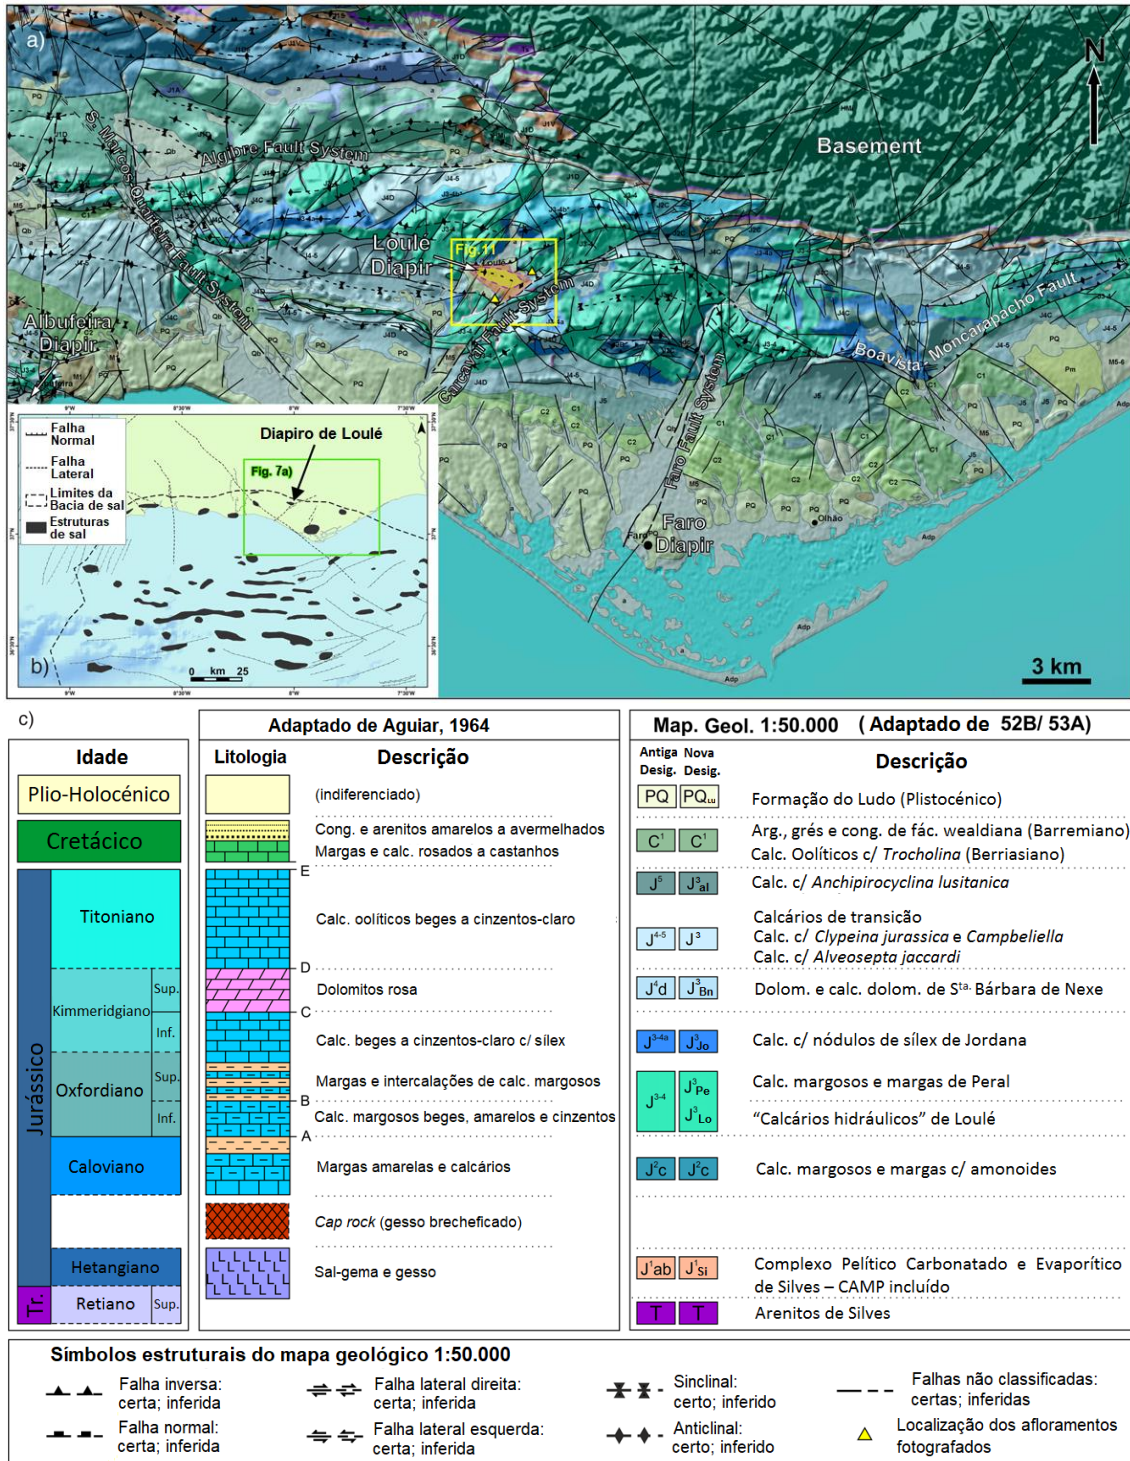 a)
N
Basement
S. Marcos-Quarteira Fault System
Algibre Fault System
Loulé
Diapir
Fig. 11
Loulé
Carcavai Fault System
Albufeira
Diapir
Boavista - Moncarapacho Fault
Faro Fault System
Faro
Diapir
Faro
Olhão
3 km
Falha
Normal
Falha
Lateral
Limites da
Bacia de sal
Estruturas
de sal
Diapiro de Loulé
Fig. 7a)
b)
0 km 25
c)
Idade
Plio-Holocénico
Cretácico
Jurássico
Titoniano
Kimmeridgiano
Sup.
Inf.
Oxfordiano
Sup.
Inf.
Caloviano
Hetangiano
Tr.
Retiano
Sup.
Adaptado de Aguiar, 1964
Litologia Descrição
(indiferenciado)
Cong. e arenitos amarelos a avermelhados
Margas e calc. rosados a castanhos
E
Calc. oolíticos beges a cinzentos-claro
D
Dolomitos rosa
C
Calc. beges a cinzentos-claro c/ sílex
Margas e intercalações de calc. margosos
B
Calc. margosos beges, amarelos e cinzentos
A
Margas amarelas e calcários
Cap rock (gesso brecheficado)
Sal-gema e gesso
Map. Geol. 1:50.000 ( Adaptado de 52B/ 53A)
Antiga Desig. Nova Desig. Descrição
PQ PQLu Formação do Ludo (Plistocénico)
C¹ C¹ Arg., grés e cong. de fác. wealdiana (Barremiano)
Calc. Oolíticos c/ Trocholina (Berriasiano)
J⁵ J³al Calc. c/ Anchipirocyclina lusitanica
Calcários de transição
J⁴⁻⁵ J³ Calc. c/ Clypeina jurassica e Campbeliella
Calc. c/ Alveosepta jaccardi
J⁴d J³Bn Dolom. e calc. dolom. de Sta. Bárbara de Nexe
J³⁻⁴ᵃ J³Jo Calc. c/ nódulos de sílex de Jordana
J³⁻⁴ J³Pe Calc. margosos e margas de Peral
J³Lo “Calcários hidráulicos” de Loulé
J²c J²c Calc. margosos e margas c/ amonoides
J¹ab J¹si Complexo Pelítico Carbonatado e Evaporítico
de Silves – CAMP incluído
T T Arenitos de Silves
Símbolos estruturais do mapa geológico 1:50.000
Falha inversa:
certa; inferida
Falha lateral direita:
certa; inferida
Sinclinal:
certo; inferido
Falhas não classificadas:
certas; inferidas
Falha normal:
certa; inferida
Falha lateral esquerda:
certa; inferida
Anticlinal:
certo; inferido
Localização dos afloramentos
fotografados